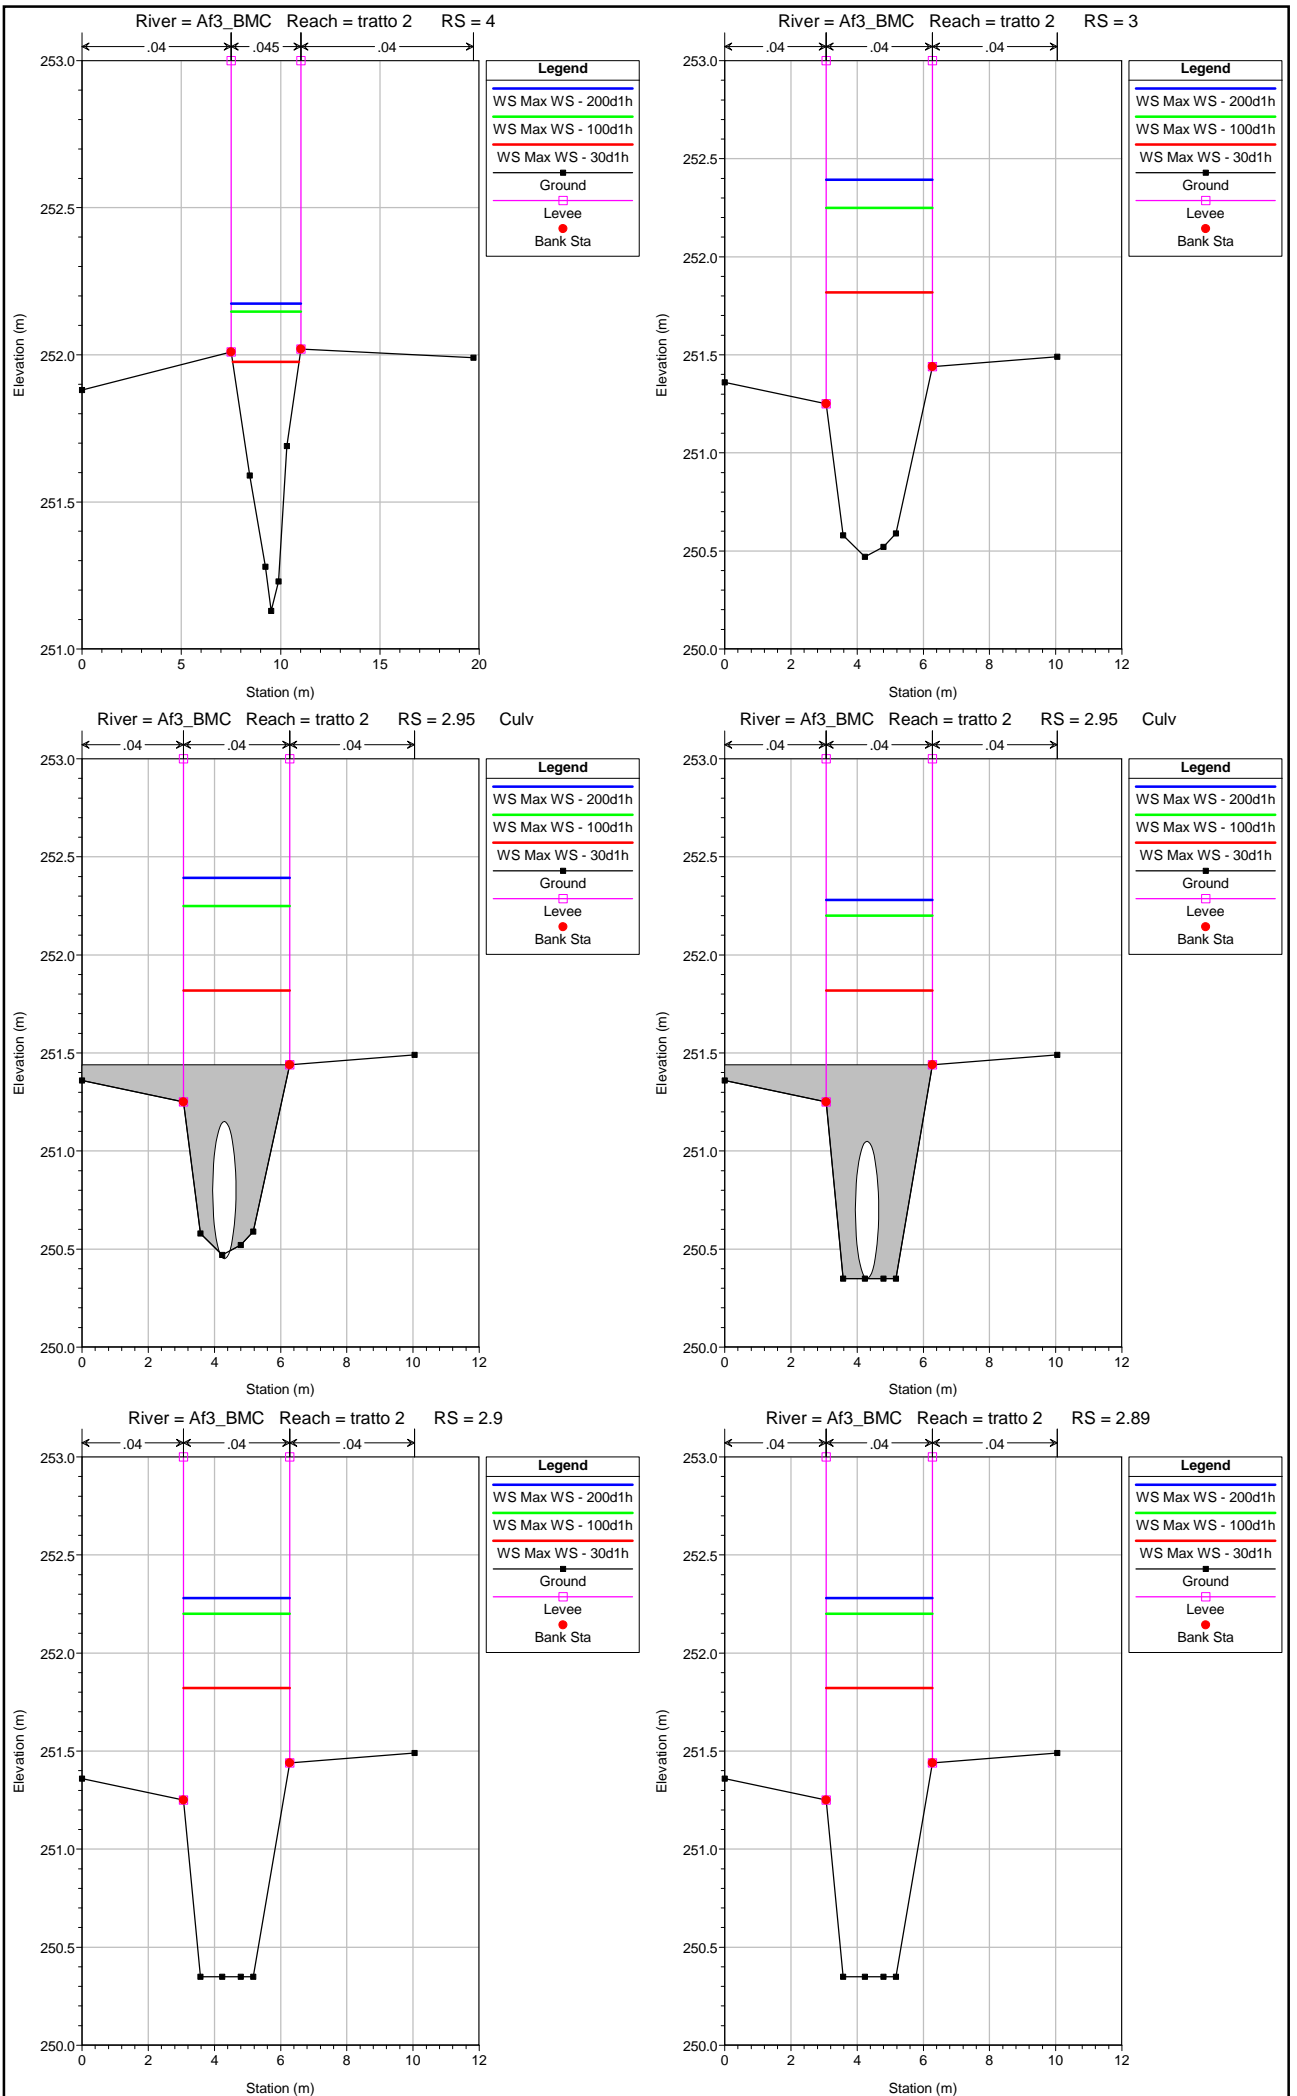 River = Af3_BMC Reach = tratto 2 RS = 4
.04 .045 .04
Legend
WS Max WS - 200d1h
WS Max WS - 100d1h
WS Max WS - 30d1h
Ground
Levee
Bank Sta
253.0
252.5
252.0
251.5
251.0
Elevation (m)
0 5 10 15 20
Station (m)
River = Af3_BMC Reach = tratto 2 RS = 3
.04 .04 .04
Legend
WS Max WS - 200d1h
WS Max WS - 100d1h
WS Max WS - 30d1h
Ground
Levee
Bank Sta
253.0
252.5
252.0
251.5
251.0
250.5
250.0
Elevation (m)
0 2 4 6 8 10 12
Station (m)
River = Af3_BMC Reach = tratto 2 RS = 2.95 Culv
.04 .04 .04
Legend
WS Max WS - 200d1h
WS Max WS - 100d1h
WS Max WS - 30d1h
Ground
Levee
Bank Sta
253.0
252.5
252.0
251.5
251.0
250.5
250.0
Elevation (m)
0 2 4 6 8 10 12
Station (m)
River = Af3_BMC Reach = tratto 2 RS = 2.95 Culv
.04 .04 .04
Legend
WS Max WS - 200d1h
WS Max WS - 100d1h
WS Max WS - 30d1h
Ground
Levee
Bank Sta
253.0
252.5
252.0
251.5
251.0
250.5
250.0
Elevation (m)
0 2 4 6 8 10 12
Station (m)
River = Af3_BMC Reach = tratto 2 RS = 2.9
.04 .04 .04
Legend
WS Max WS - 200d1h
WS Max WS - 100d1h
WS Max WS - 30d1h
Ground
Levee
Bank Sta
253.0
252.5
252.0
251.5
251.0
250.5
250.0
Elevation (m)
0 2 4 6 8 10 12
Station (m)
River = Af3_BMC Reach = tratto 2 RS = 2.89
.04 .04 .04
Legend
WS Max WS - 200d1h
WS Max WS - 100d1h
WS Max WS - 30d1h
Ground
Levee
Bank Sta
253.0
252.5
252.0
251.5
251.0
250.5
250.0
Elevation (m)
0 2 4 6 8 10 12
Station (m)